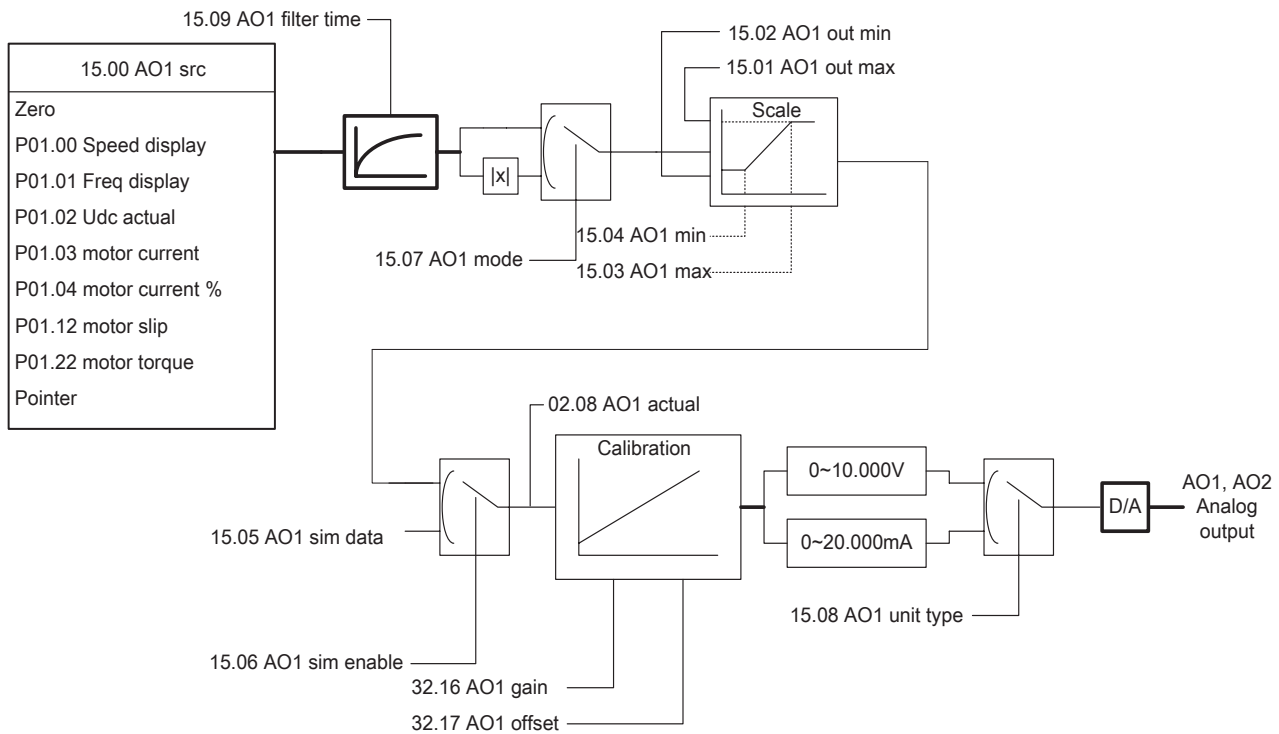 15.09 AO1 filter time
15.00 AO1 src
Zero
P01.00 Speed display
P01.01 Freq display
P01.02 Udc actual
P01.03 motor current
P01.04 motor current %
P01.12 motor slip
P01.22 motor torque
Pointer
|x|
15.07 AO1 mode
15.02 AO1 out min
15.01 AO1 out max
Scale
15.04 AO1 min
15.03 AO1 max
02.08 AO1 actual
15.05 AO1 sim data
15.06 AO1 sim enable
Calibration
32.16 AO1 gain
32.17 AO1 offset
0~10.000V
0~20.000mA
15.08 AO1 unit type
D/A
AO1, AO2
Analog
output